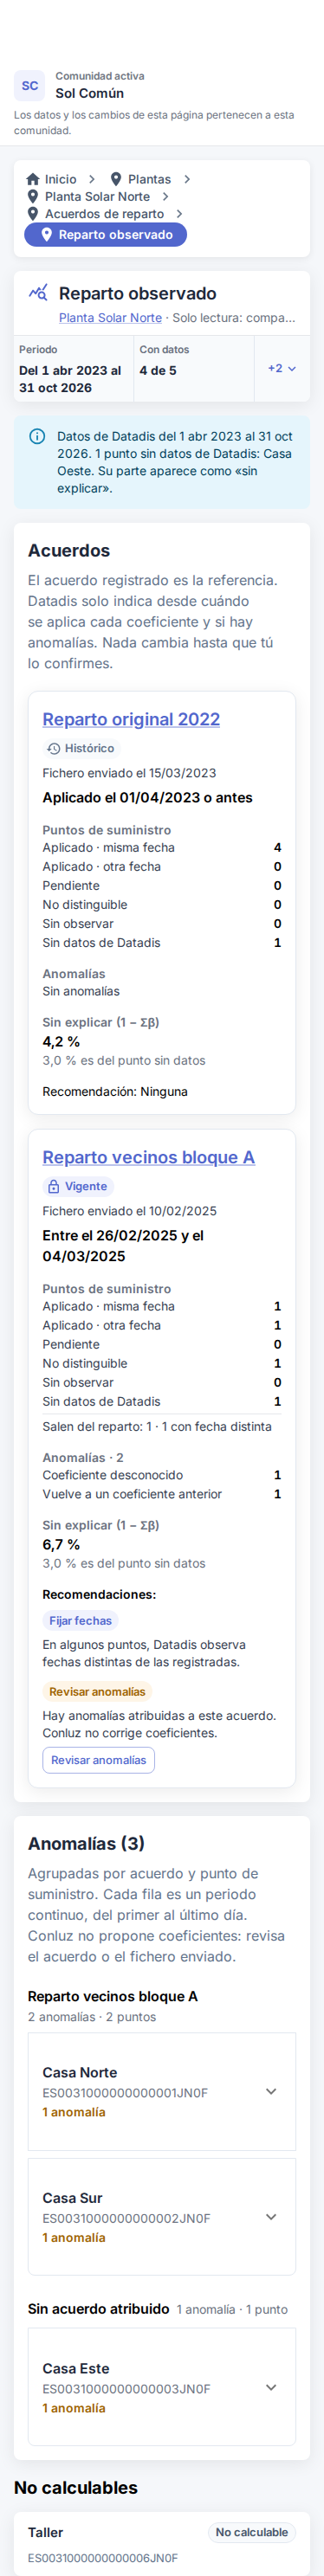 SC
Comunidad activa
Sol Común
Los datos y los cambios de esta página pertenecen a esta
comunidad.
Inicio
Plantas
Planta Solar Norte
Acuerdos de reparto
Reparto observado
Reparto observado
Planta Solar Norte · Solo lectura: compa...
Periodo
Del 1 abr 2023 al
31 oct 2026
Con datos
4 de 5
+2
Datos de Datadis del 1 abr 2023 al 31 oct
2026. 1 punto sin datos de Datadis: Casa
Oeste. Su parte aparece como «sin
explicar».
Acuerdos
El acuerdo registrado es la referencia.
Datadis solo indica desde cuándo
se aplica cada coeficiente y si hay
anomalías. Nada cambia hasta que tú
lo confirmes.
Reparto original 2022
Histórico
Fichero enviado el 15/03/2023
Aplicado el 01/04/2023 o antes
Puntos de suministro
Aplicado · misma fecha 4
Aplicado · otra fecha 0
Pendiente 0
No distinguible 0
Sin observar 0
Sin datos de Datadis 1
Anomalías
Sin anomalías
Sin explicar (1 − Σβ)
4,2 %
3,0 % es del punto sin datos
Recomendación: Ninguna
Reparto vecinos bloque A
Vigente
Fichero enviado el 10/02/2025
Entre el 26/02/2025 y el
04/03/2025
Puntos de suministro
Aplicado · misma fecha 1
Aplicado · otra fecha 1
Pendiente 0
No distinguible 1
Sin observar 0
Sin datos de Datadis 1
Salen del reparto: 1 · 1 con fecha distinta
Anomalías · 2
Coeficiente desconocido 1
Vuelve a un coeficiente anterior 1
Sin explicar (1 − Σβ)
6,7 %
3,0 % es del punto sin datos
Recomendaciones:
Fijar fechas
En algunos puntos, Datadis observa
fechas distintas de las registradas.
Revisar anomalías
Hay anomalías atribuidas a este acuerdo.
Conluz no corrige coeficientes.
Revisar anomalías
Anomalías (3)
Agrupadas por acuerdo y punto de
suministro. Cada fila es un periodo
continuo, del primer al último día.
Conluz no propone coeficientes: revisa
el acuerdo o el fichero enviado.
Reparto vecinos bloque A
2 anomalías · 2 puntos
Casa Norte
ES0031000000000001JN0F
1 anomalía
Casa Sur
ES0031000000000002JN0F
1 anomalía
Sin acuerdo atribuido 1 anomalía · 1 punto
Casa Este
ES0031000000000003JN0F
1 anomalía
No calculables
Taller
No calculable
ES0031000000000006JN0F